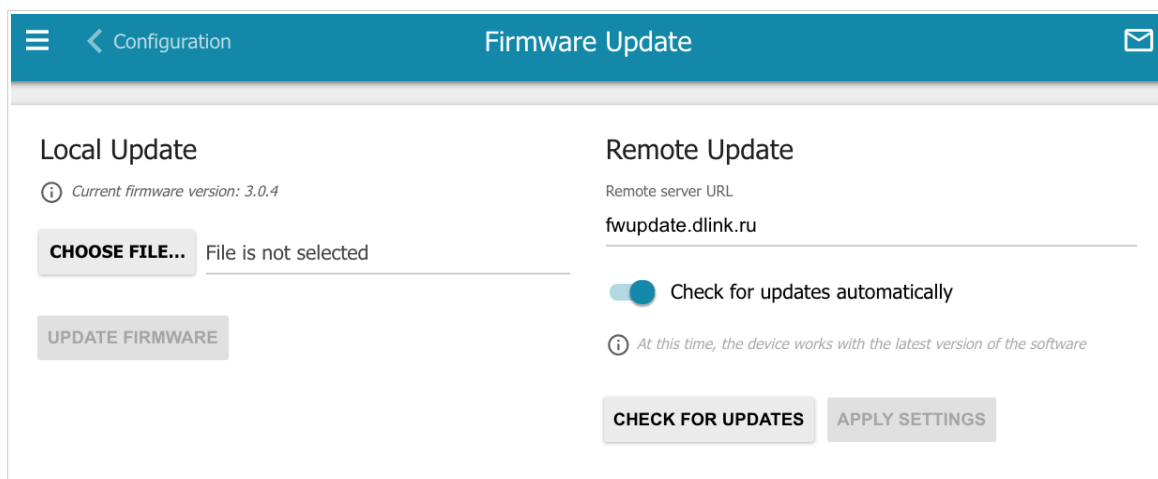 Configuration
Firmware Update
Local Update
Current firmware version: 3.0.4
CHOOSE FILE... File is not selected
UPDATE FIRMWARE
Remote Update
Remote server URL
fwupdate.dlink.ru
Check for updates automatically
At this time, the device works with the latest version of the software
CHECK FOR UPDATES APPLY SETTINGS